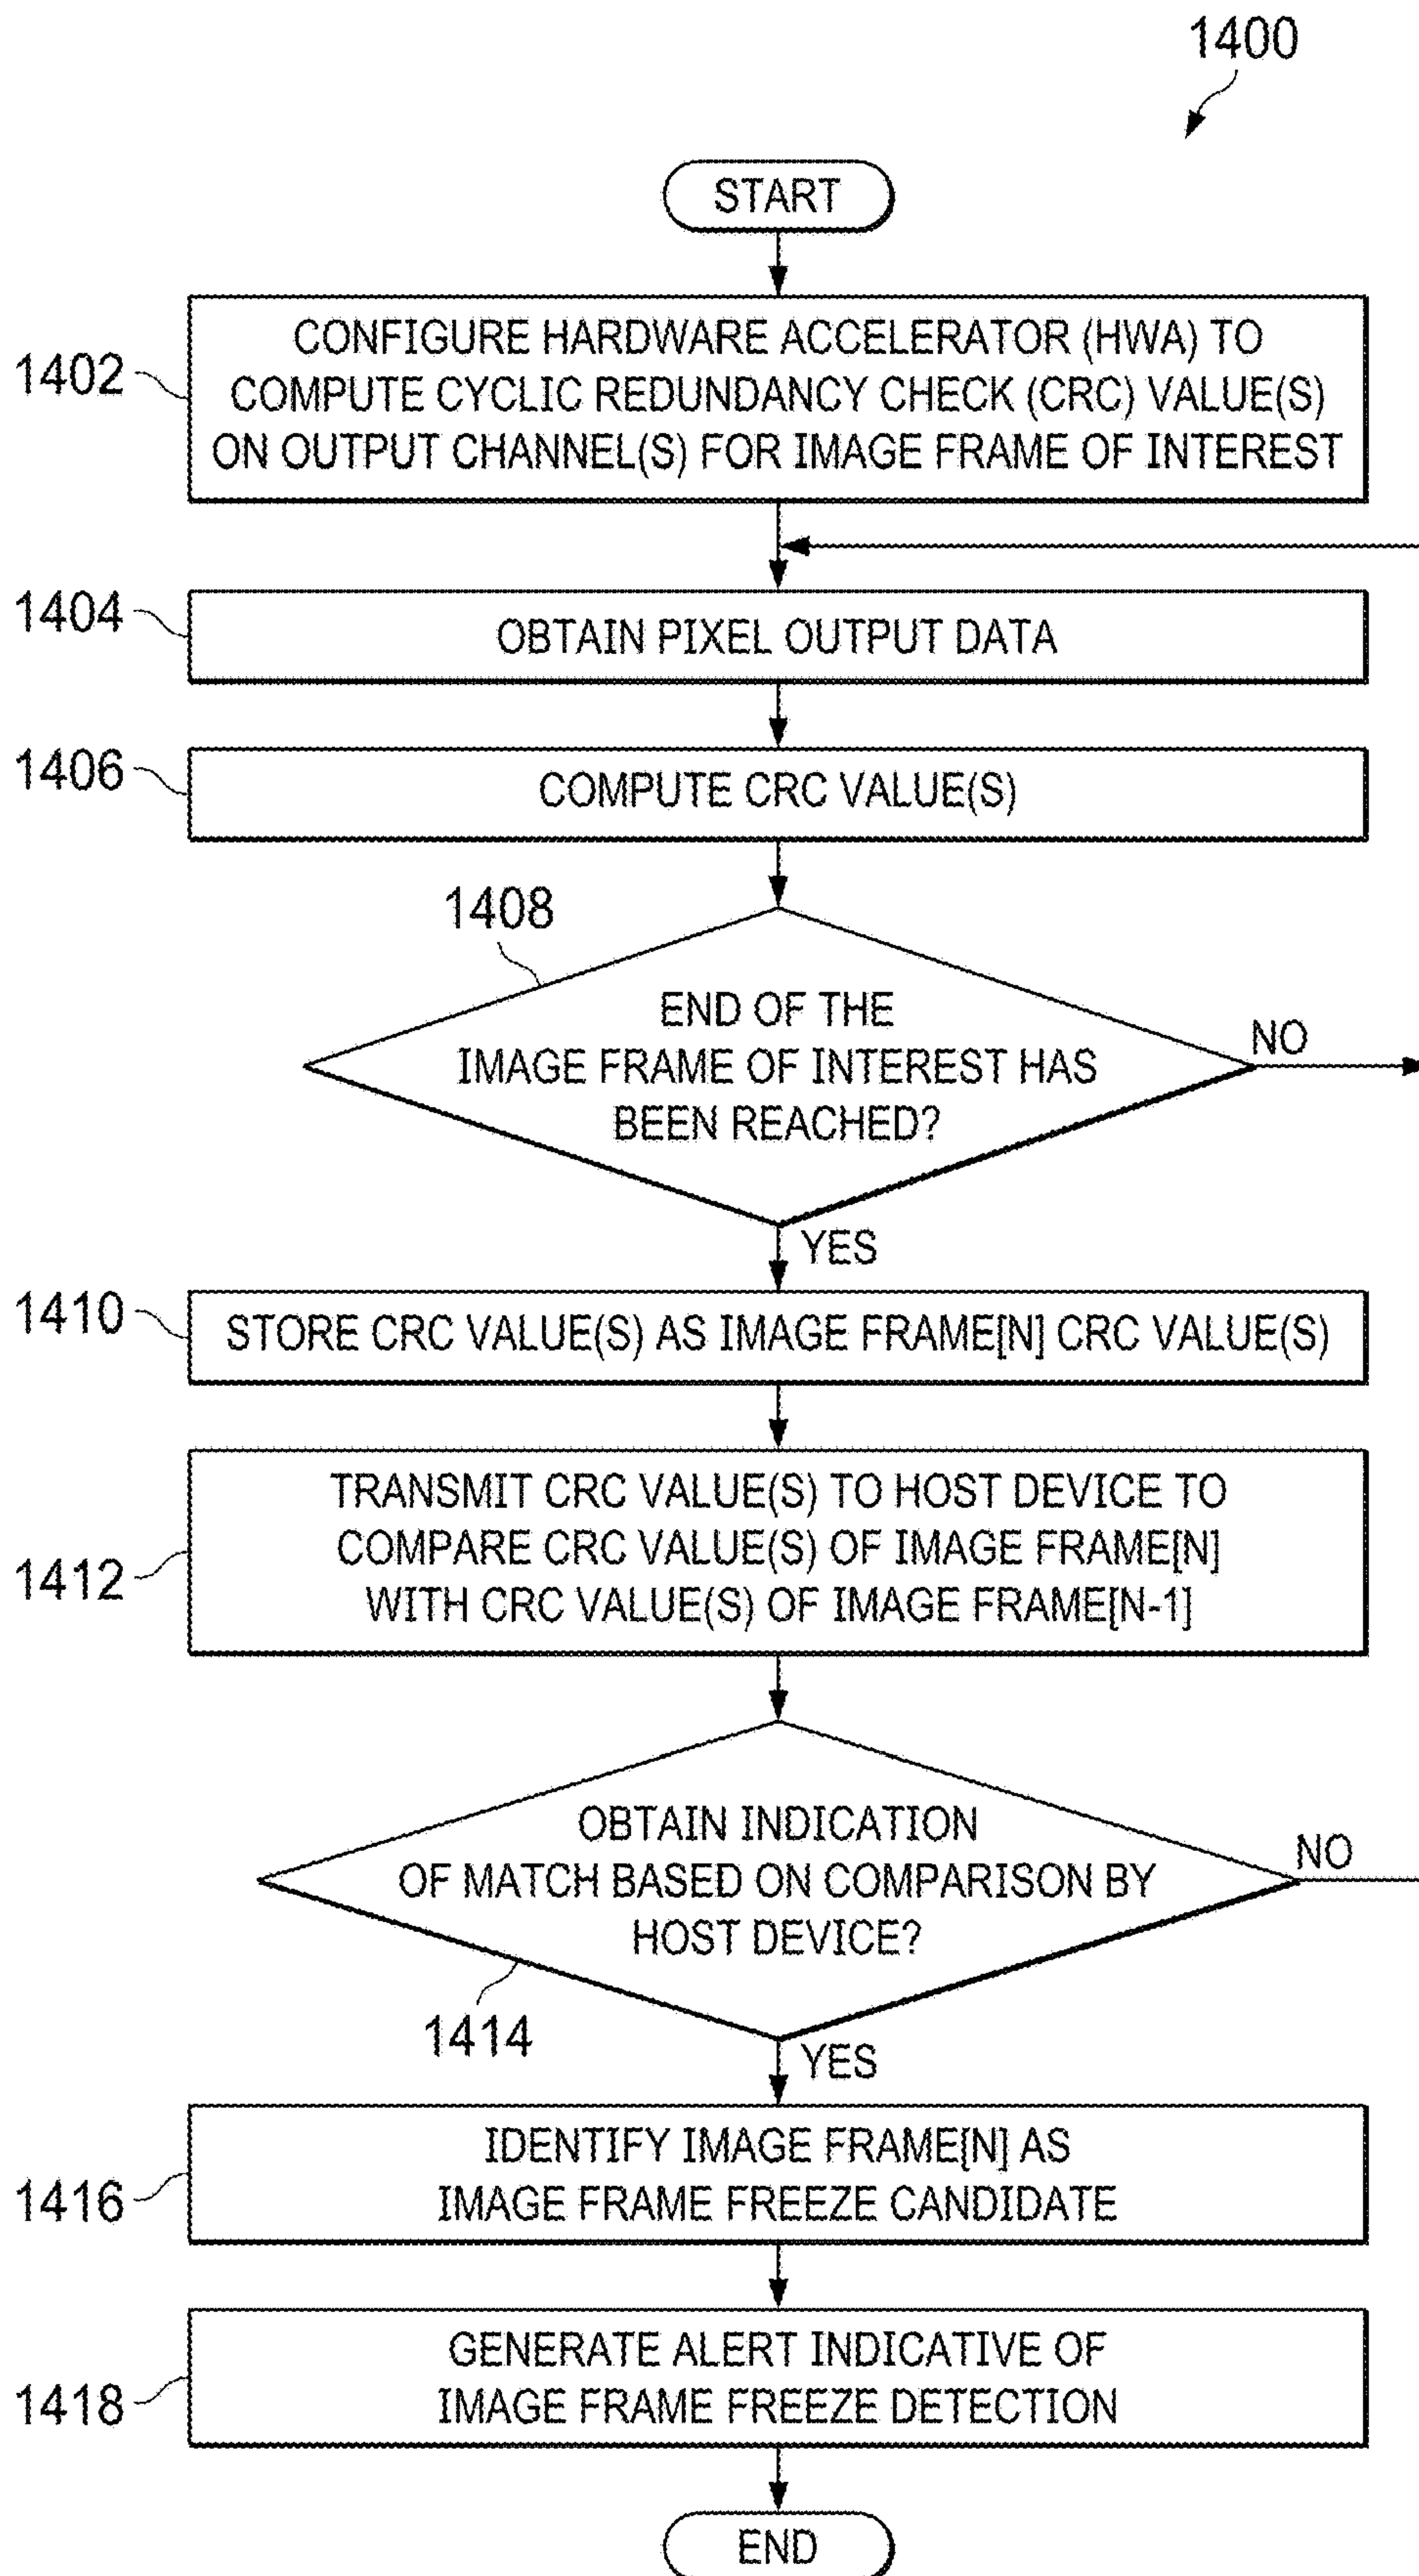 1400
START
1402
CONFIGURE HARDWARE ACCELERATOR (HWA) TO
COMPUTE CYCLIC REDUNDANCY CHECK (CRC) VALUE(S)
ON OUTPUT CHANNEL(S) FOR IMAGE FRAME OF INTEREST
1404
OBTAIN PIXEL OUTPUT DATA
1406
COMPUTE CRC VALUE(S)
1408
END OF THE
IMAGE FRAME OF INTEREST HAS
BEEN REACHED?
NO
YES
1410
STORE CRC VALUE(S) AS IMAGE FRAME[N] CRC VALUE(S)
1412
TRANSMIT CRC VALUE(S) TO HOST DEVICE TO
COMPARE CRC VALUE(S) OF IMAGE FRAME[N]
WITH CRC VALUE(S) OF IMAGE FRAME[N-1]
OBTAIN INDICATION
OF MATCH BASED ON COMPARISON BY
HOST DEVICE?
NO
1414
YES
1416
IDENTIFY IMAGE FRAME[N] AS
IMAGE FRAME FREEZE CANDIDATE
1418
GENERATE ALERT INDICATIVE OF
IMAGE FRAME FREEZE DETECTION
END